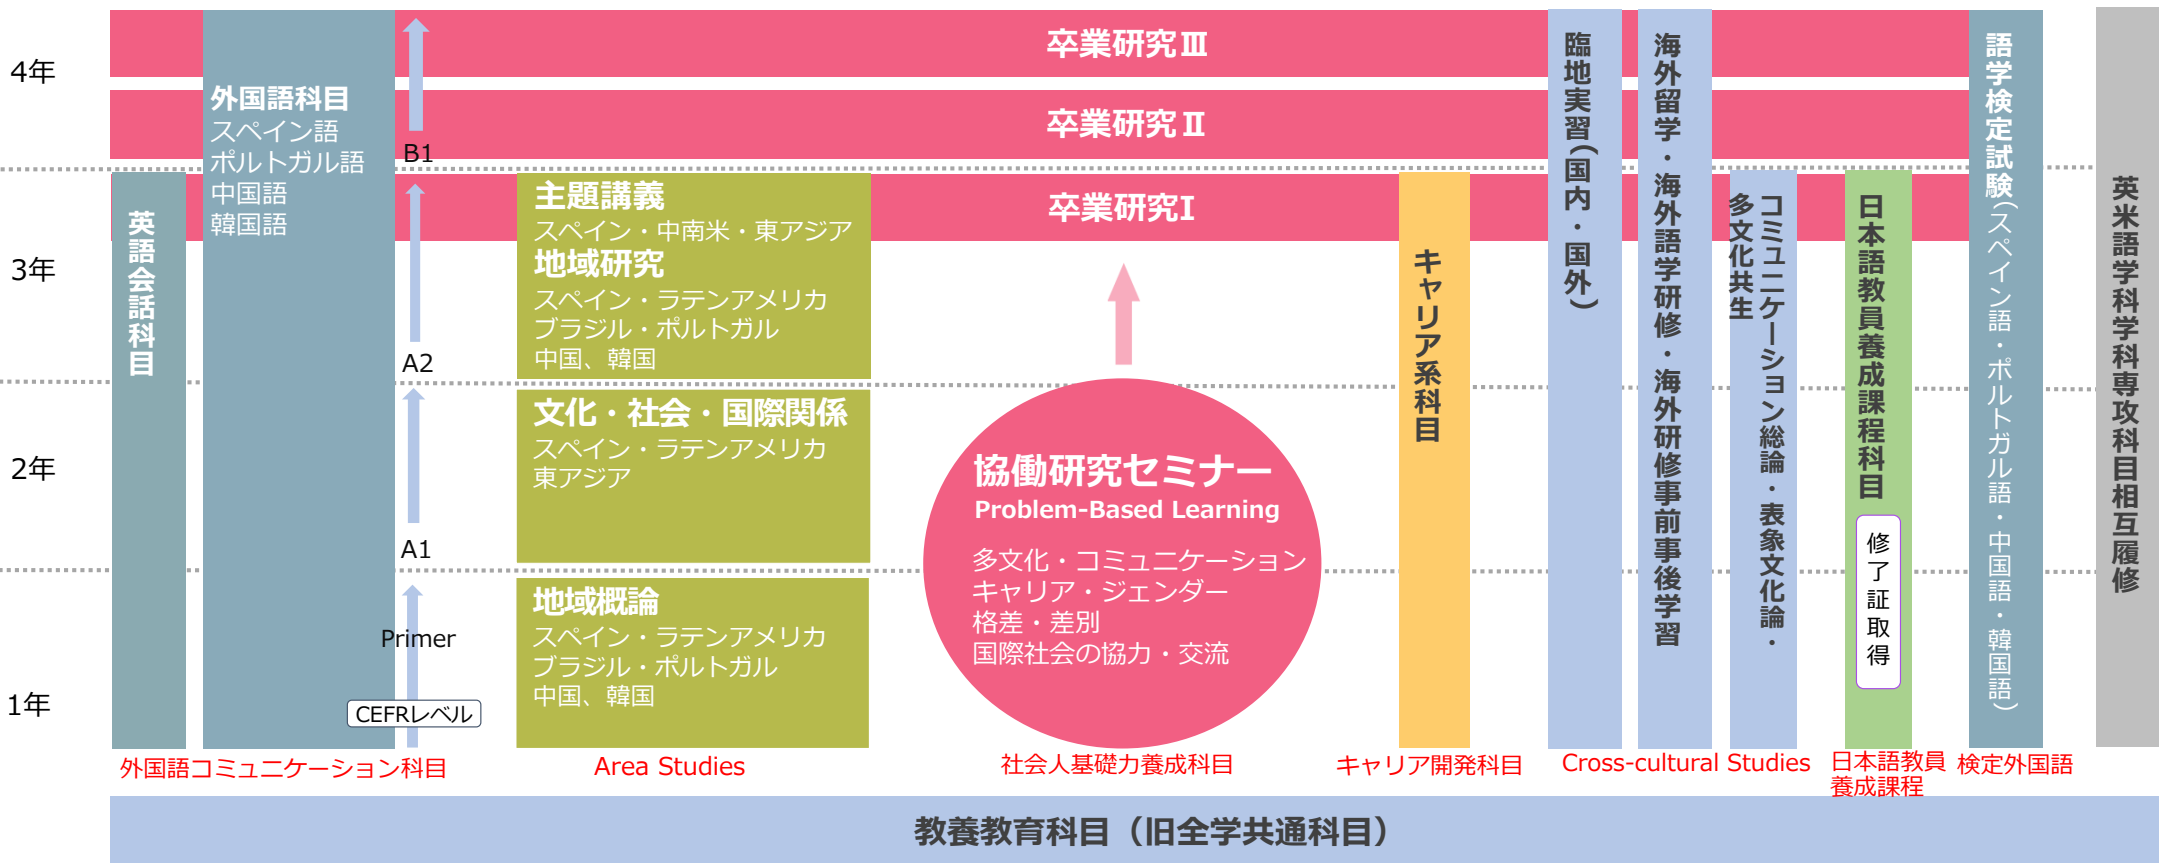 4年
3年
2年
1年
英語会話科目
外国語科目
スペイン語
ポルトガル語
中国語
韓国語
B1
A2
A1
Primer
CEFRレベル
外国語コミュニケーション科目
主題講義
スペイン・中南米・東アジア
地域研究
スペイン・ラテンアメリカ
ブラジル・ポルトガル
中国、韓国
文化・社会・国際関係
スペイン・ラテンアメリカ
東アジア
地域概論
スペイン・ラテンアメリカ
ブラジル・ポルトガル
中国、韓国
Area Studies
卒業研究Ⅲ
卒業研究Ⅱ
卒業研究Ⅰ
協働研究セミナー
Problem-Based Learning
多文化・コミュニケーション
キャリア・ジェンダー
格差・差別
国際社会の協力・交流
社会人基礎力養成科目
キャリア系科目
キャリア開発科目
臨地実習(国内・国外)
海外留学・海外語学研修・海外研修事前事後学習
コミュニケーション総論・表象文化論・
多文化共生
Cross-cultural Studies
日本語教員養成課程科目
修了証取得
日本語教員
養成課程
語学検定試験(スペイン語・ポルトガル語・中国語・韓国語)
検定外国語
英米語学科学科専攻科目相互履修
教養教育科目（旧全学共通科目）